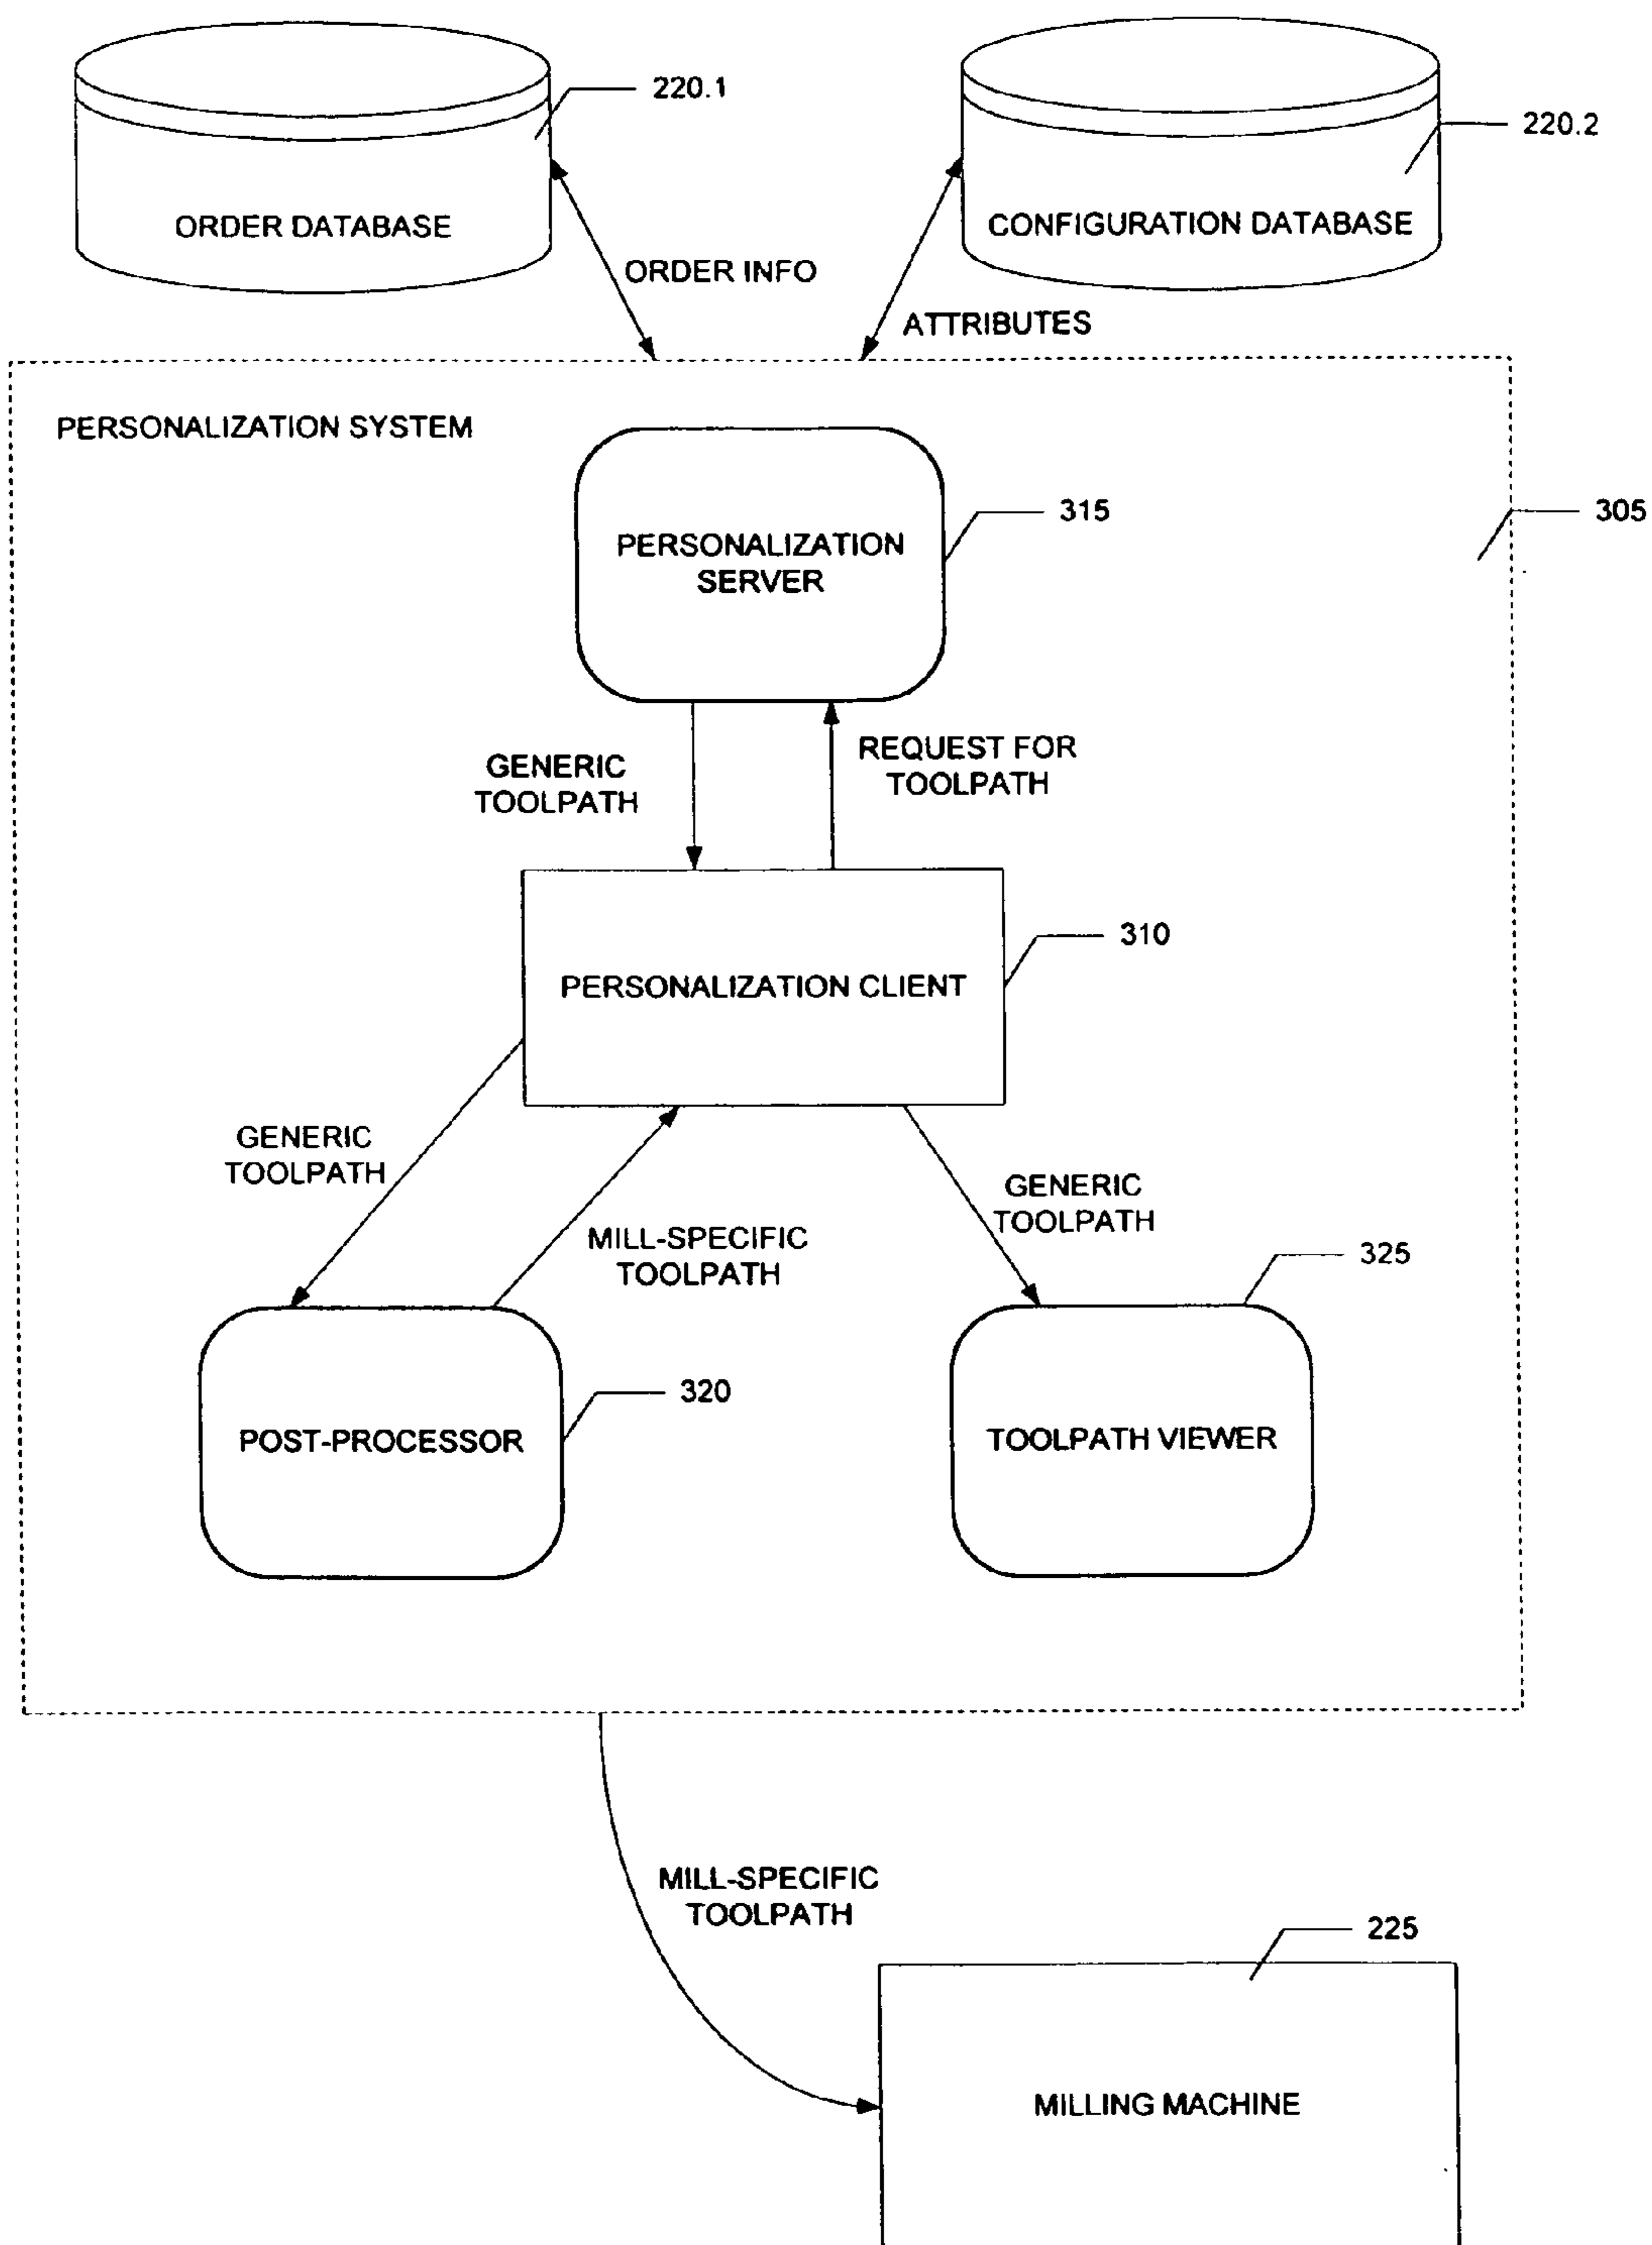 220.1
220.2
ORDER DATABASE
CONFIGURATION DATABASE
ORDER INFO
ATTRIBUTES
PERSONALIZATION SYSTEM
315
305
PERSONALIZATION
SERVER
GENERIC
TOOLPATH
REQUEST FOR
TOOLPATH
310
PERSONALIZATION CLIENT
GENERIC
TOOLPATH
MILL-SPECIFIC
TOOLPATH
GENERIC
TOOLPATH
325
320
POST-PROCESSOR
TOOLPATH VIEWER
MILL-SPECIFIC
TOOLPATH
225
MILLING MACHINE